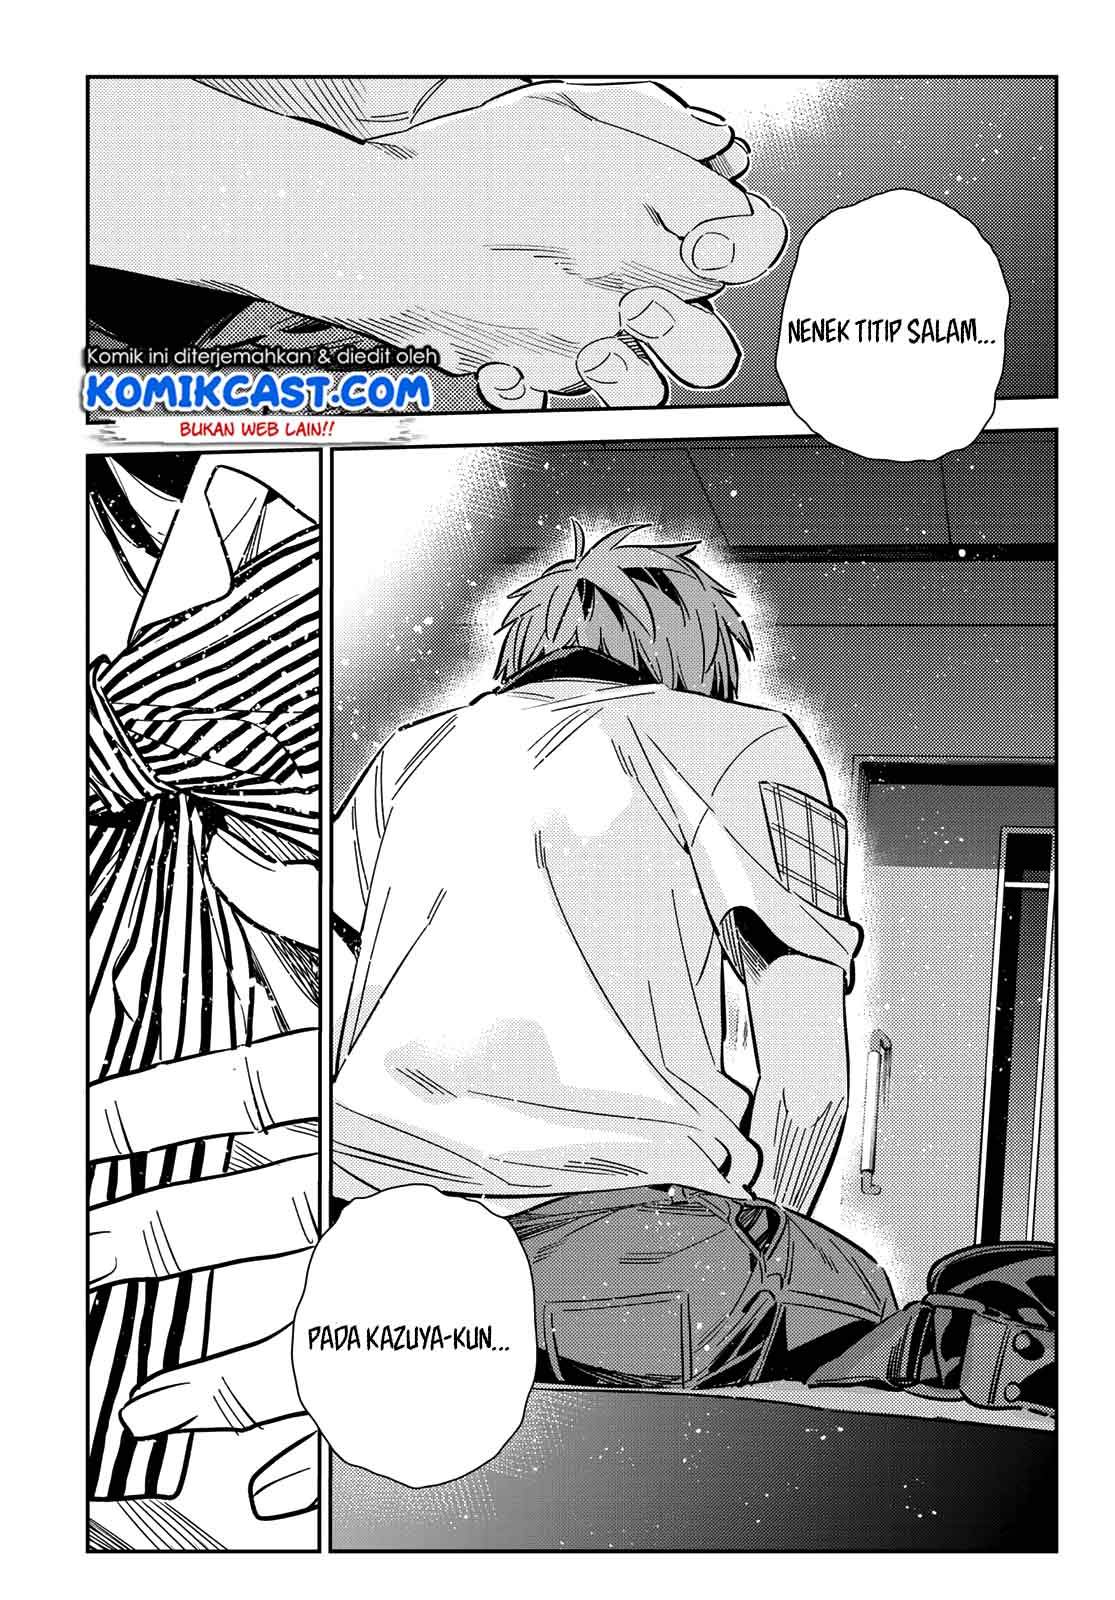 NENEK TITIP SALAM...
Komik ini diterjemahkan & diedit oleh
KOMIKCAST.COM
BUKAN WEB LAIN!!
PADA KAZUYA-KUN...